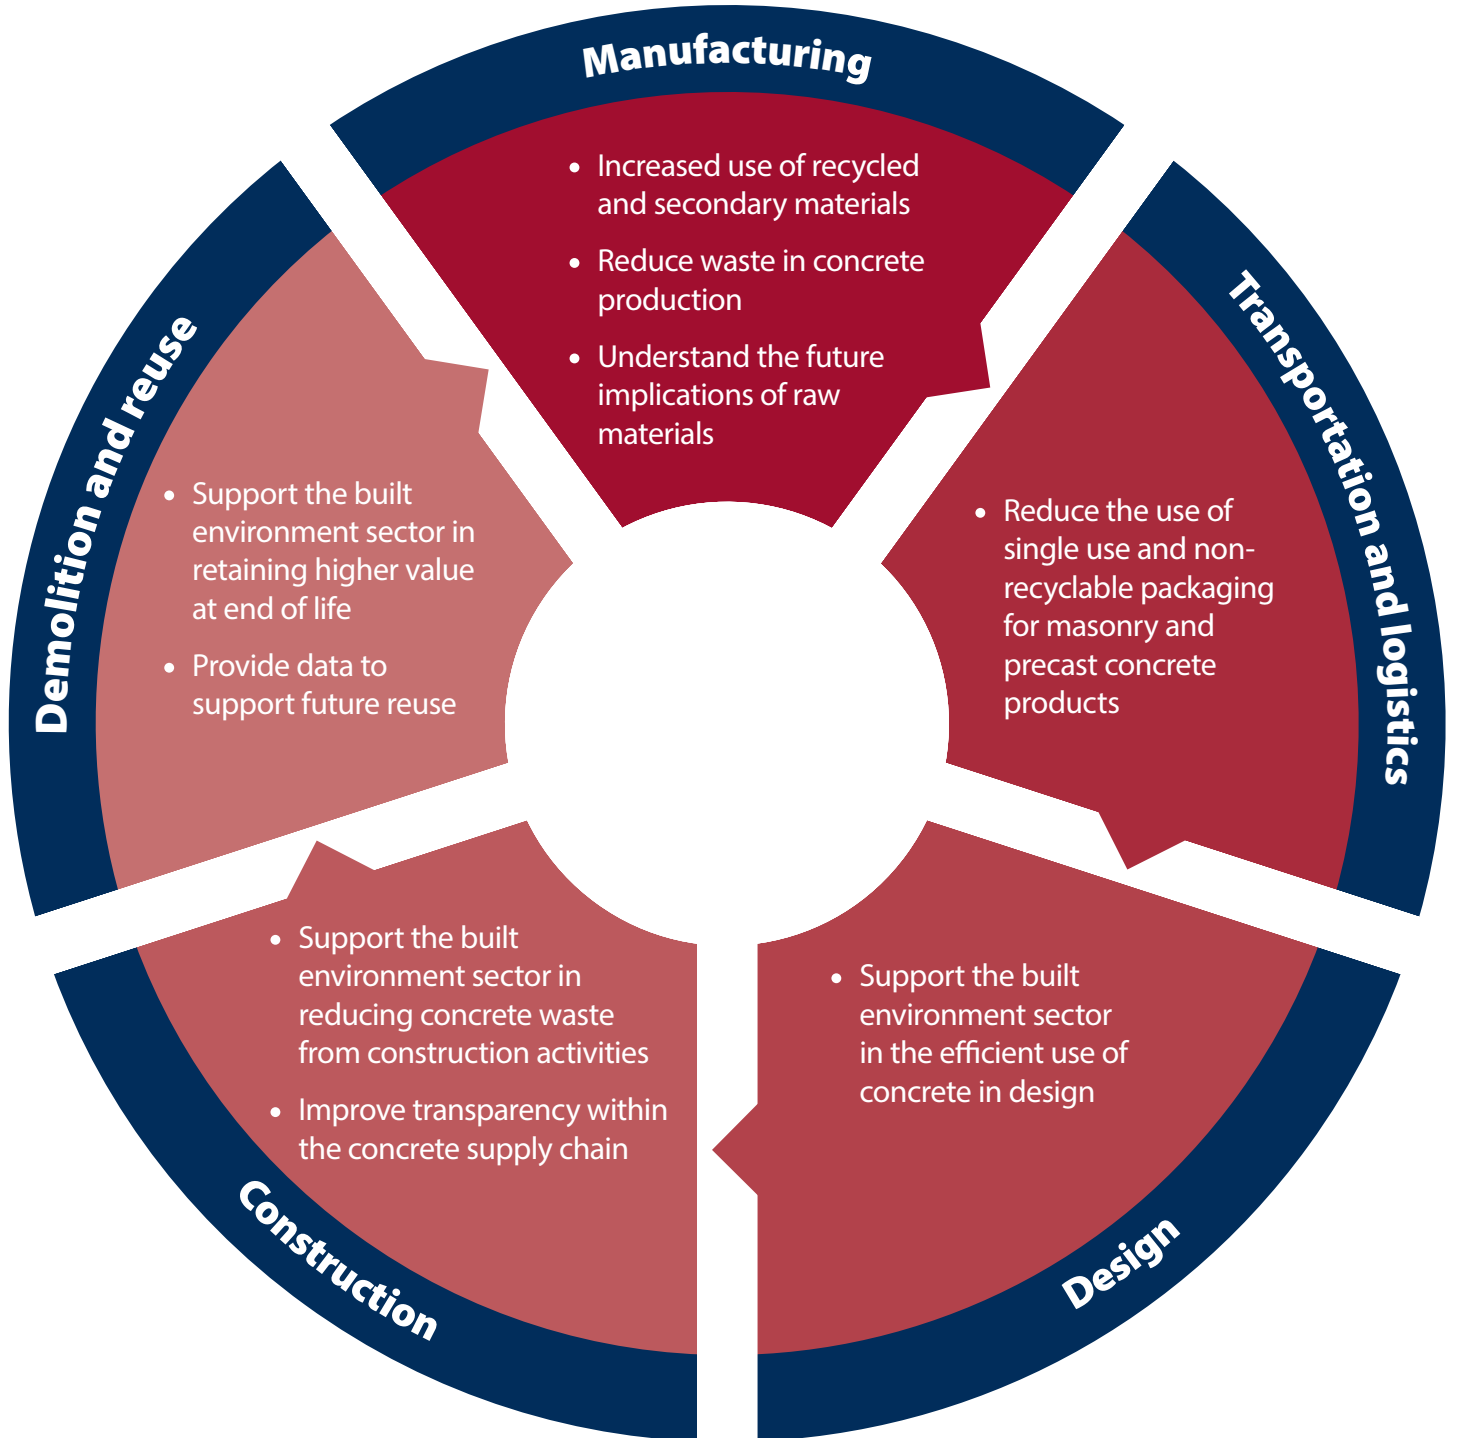 Manufacturing
• Increased use of recycled
and secondary materials
• Reduce waste in concrete
production
• Understand the future
implications of raw
materials
Transportation and logistics
• Reduce the use of
single use and non-
recyclable packaging
for masonry and
precast concrete
products
Design
• Support the built
environment sector
in the efficient use of
concrete in design
Construction
• Support the built
environment sector in
reducing concrete waste
from construction activities
• Improve transparency within
the concrete supply chain
Demolition and reuse
• Support the built
environment sector in
retaining higher value
at end of life
• Provide data to
support future reuse